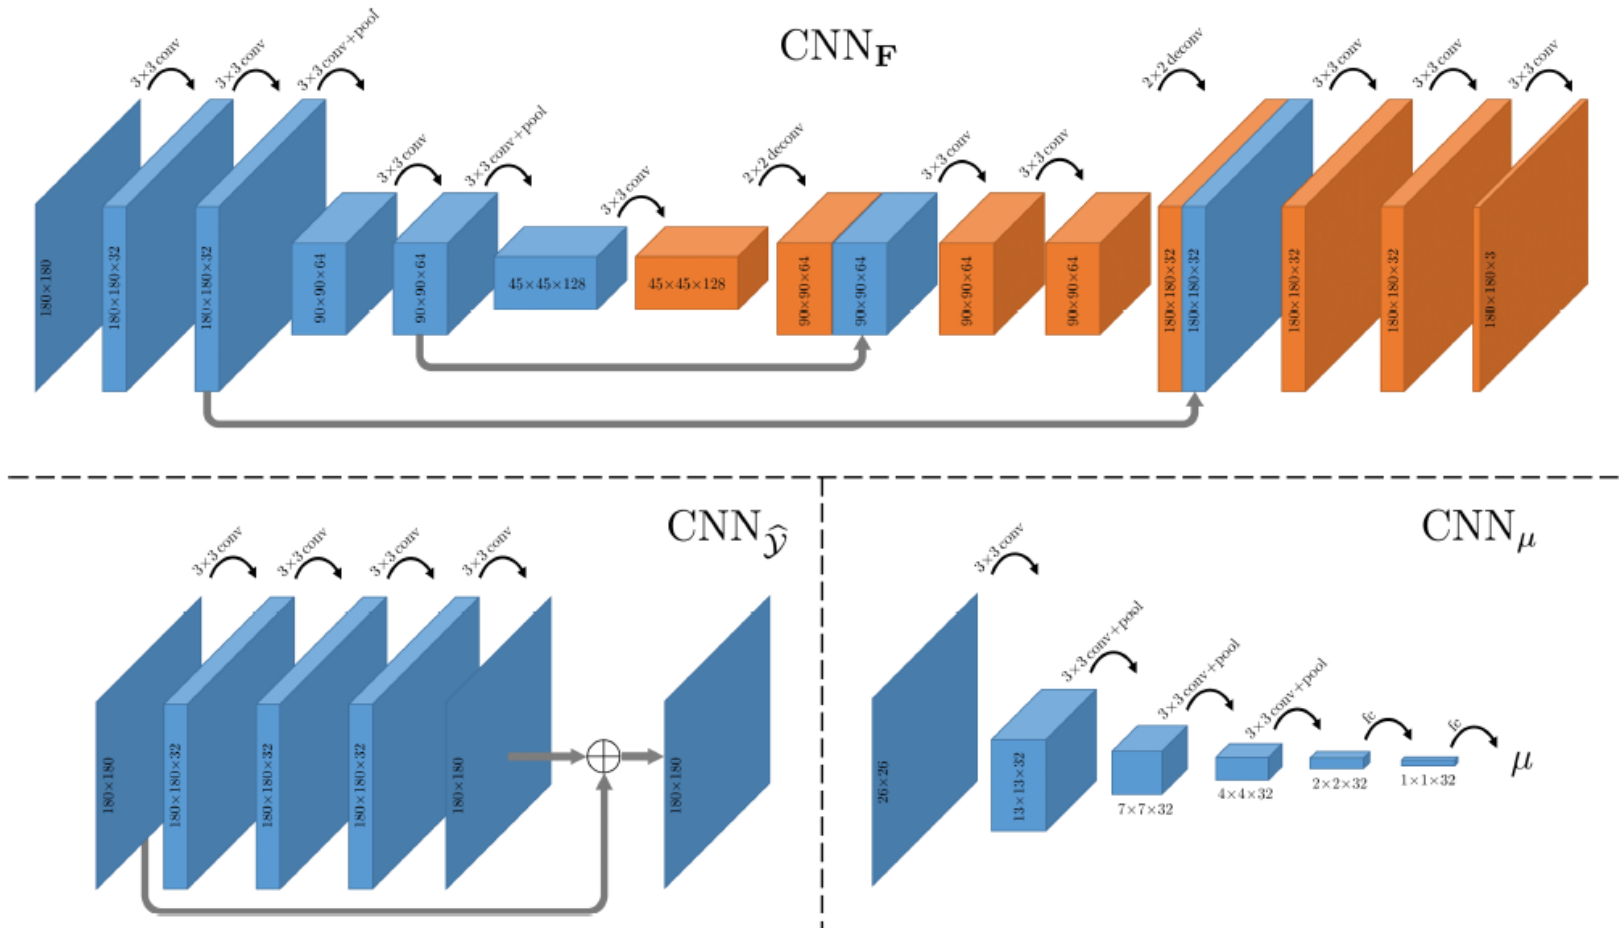 CNN_F
3×3 conv
3×3 conv
3×3 conv+pool
3×3 conv
3×3 conv+pool
3×3 conv
2×2 deconv
3×3 conv
3×3 conv
2×2 deconv
3×3 conv
3×3 conv
3×3 conv
180×180
180×180×32
180×180×32
90×90×64
90×90×64
45×45×128
45×45×128
90×90×64
90×90×64
90×90×64
90×90×64
180×180×32
180×180×32
180×180×32
180×180×32
180×180×3
CNN_Ŷ
3×3 conv
3×3 conv
3×3 conv
3×3 conv
180×180
180×180×32
180×180×32
180×180×32
180×180
180×180
CNN_μ
3×3 conv
3×3 conv+pool
3×3 conv+pool
3×3 conv+pool
fc
fc
26×26
13×13×32
7×7×32
4×4×32
2×2×32
1×1×32
μ